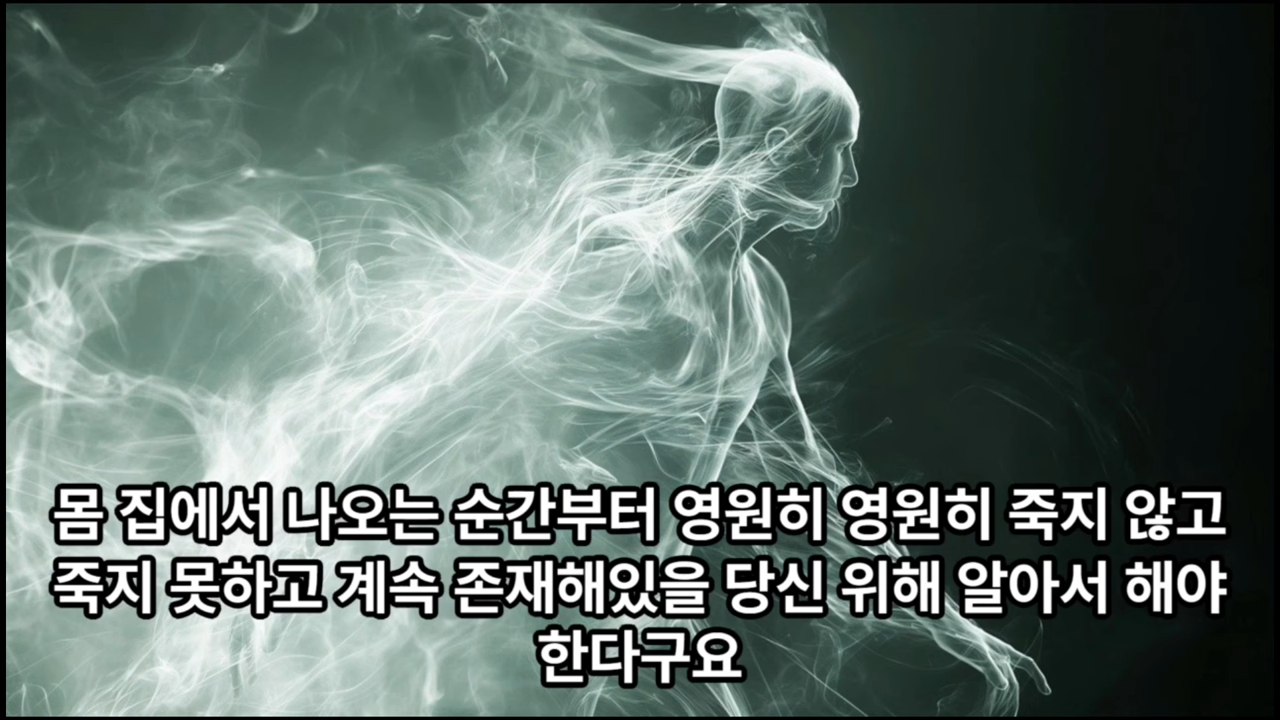 몸 집에서 나오는 순간부터 영원히 영원히 죽지 않고
죽지 못하고 계속 존재해있을 당신 위해 알아서 해야
한다구요